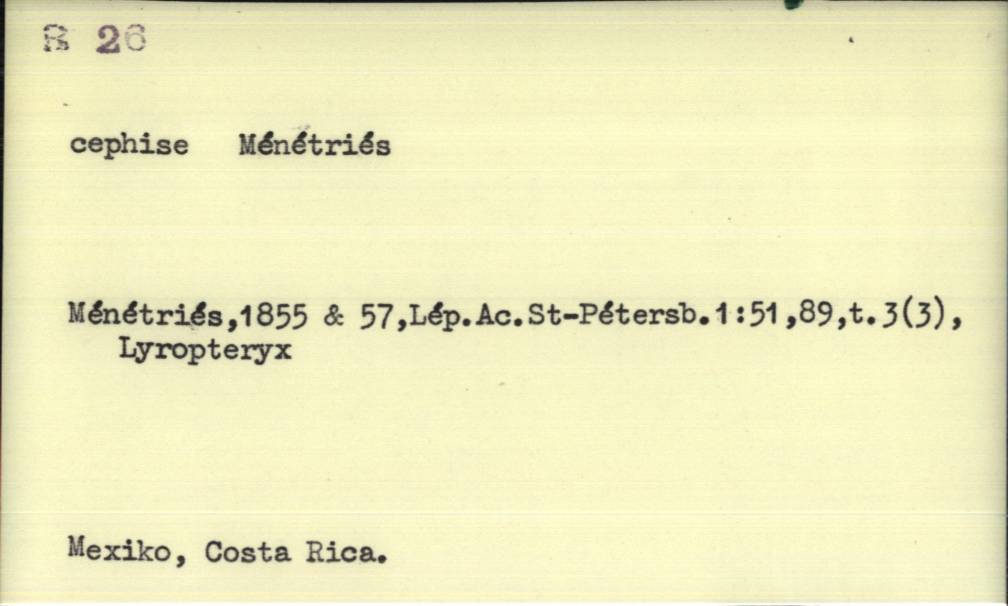 R 26
cephise Ménétriés
Ménétriés,1855 & 57,Lép.Ac.St-Pétersb.1:51,89,t.3(3),
Lyropteryx
Mexiko, Costa Rica.